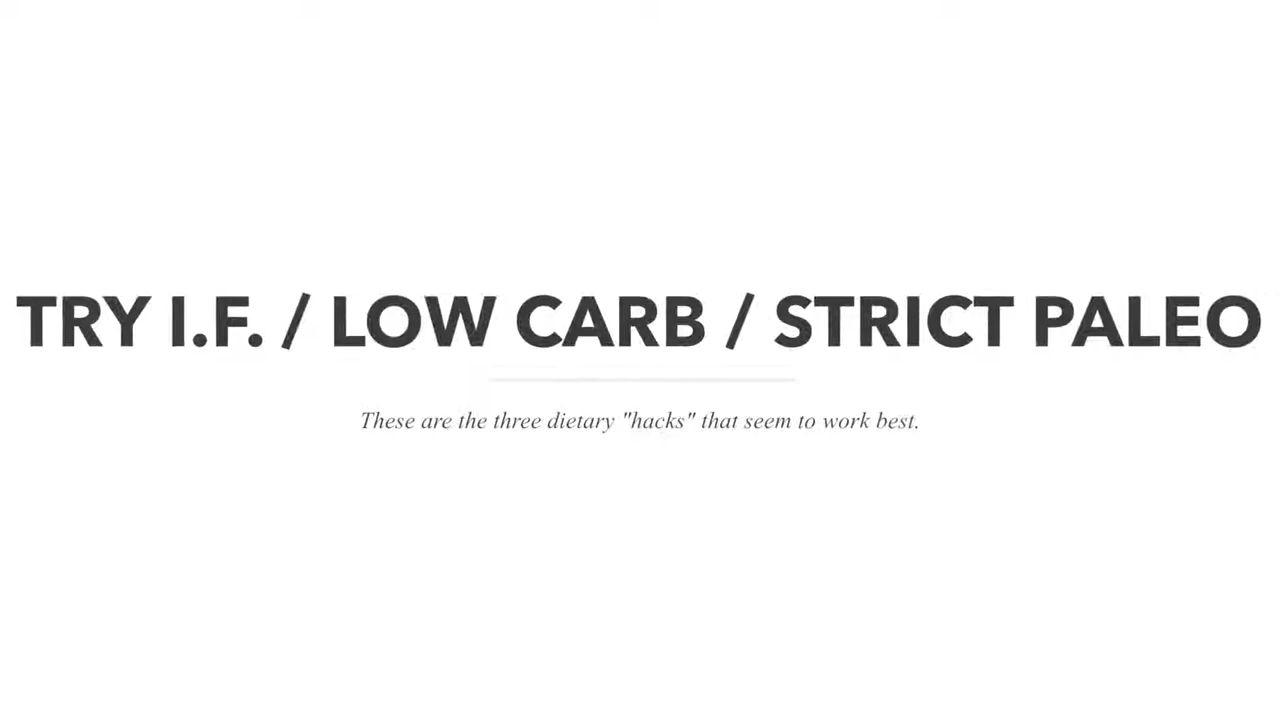 TRY I.F. / LOW CARB / STRICT PALEO
These are the three dietary "hacks" that seem to work best.